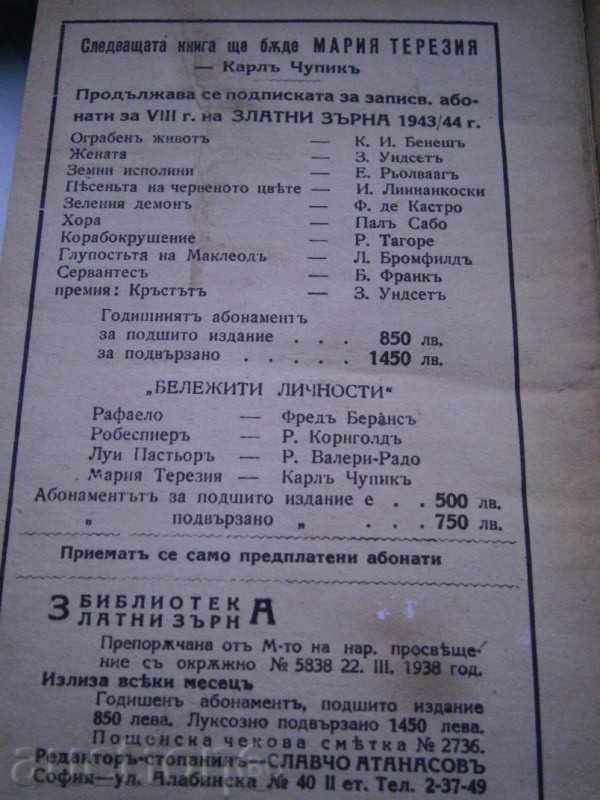 Следващата книга ще бѫде МАРИЯ ТЕРЕЗИЯ
— Карлъ Чупикъ
Продължава се подписката за записв. або-
нати за VIII г. на ЗЛАТНИ ЗЪРНА 1943/44 г.
Ограбенъ животъ — К. И. Бенешъ
Жената — З. Ундсетъ
Земни исполини — Е. Рьолваагъ
Пѣсеньта на червеното цвѣте — И. Линнанкоски
Зеления демонъ — Ф. де Кастро
Хора — Палъ Сабо
Корабокрушение — Р. Тагоре
Глупостьта на Маклеодъ — Л. Бромфилдъ
Сервантесъ — Б. Франкъ
премия: Кръстътъ — З. Ундсетъ
Годишниятъ абонаментъ
за подшито издание . . . 850 лв.
за подвързано . . . . . 1450 лв.
„БЕЛЕЖИТИ ЛИЧНОСТИ“
Рафаело — Фредъ Берансъ
Робеспиеръ — Р. Корнголдъ
Луи Пастьоръ — Р. Валери-Радо
Мария Терезия — Карлъ Чупикъ
Абонаментътъ за подшито издание е . . 500 лв.
„ подвързано „ . . . 750 лв.
Приематъ се само предплатени абонати
БИБЛИОТЕКА
ЗЛАТНИ ЗЪРНА
Препорѫчана отъ М-то на нар. просвѣще-
ние съ окрѫжно № 5838 22. III. 1938 год.
Излиза всѣки месецъ
Годишенъ абонаментъ, подшито издание
850 лева. Луксозно подвързано 1450 лева.
Пощенска чекова смѣтка № 2736.
Редакторъ-стопанинъ—СЛАВЧО АТАНАСОВЪ
София—ул. Алабинска № 40 II ет. Тел. 2-37-49